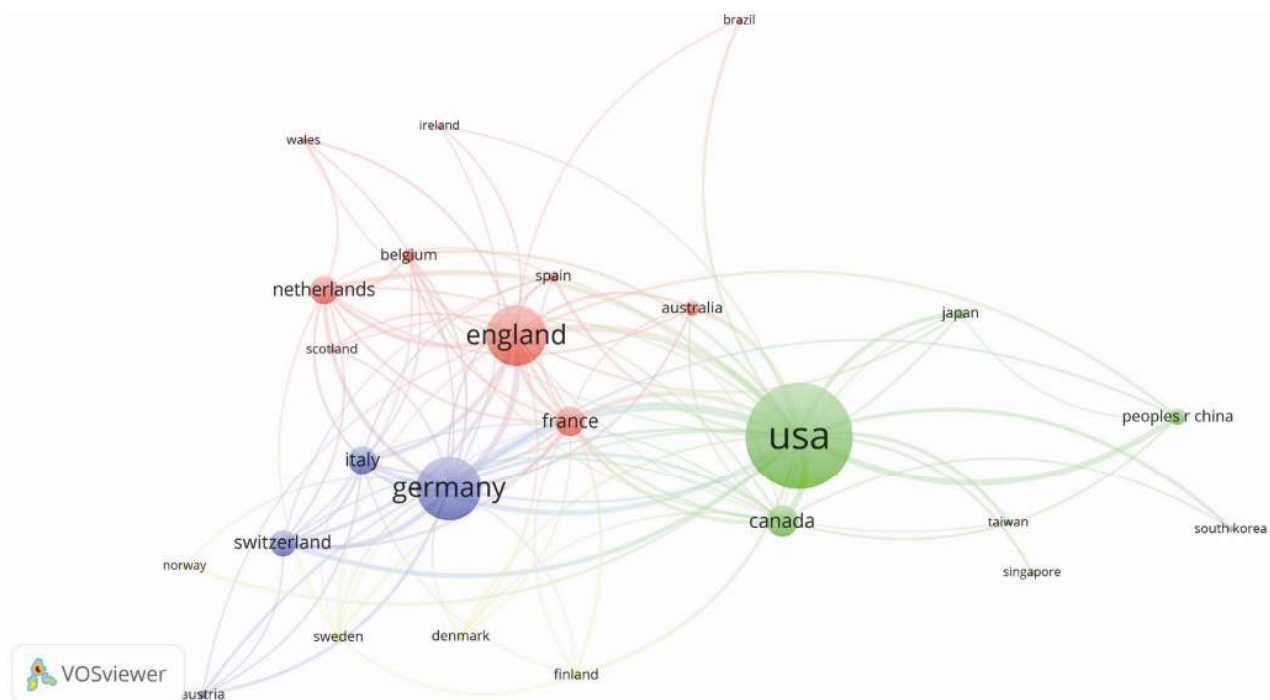 brazil
ireland
wales
belgium
spain
netherlands
australia
japan
england
scotland
peoples r china
france
usa
italy
germany
canada
taiwan
south korea
switzerland
norway
singapore
sweden
denmark
finland
VOSviewer
austria